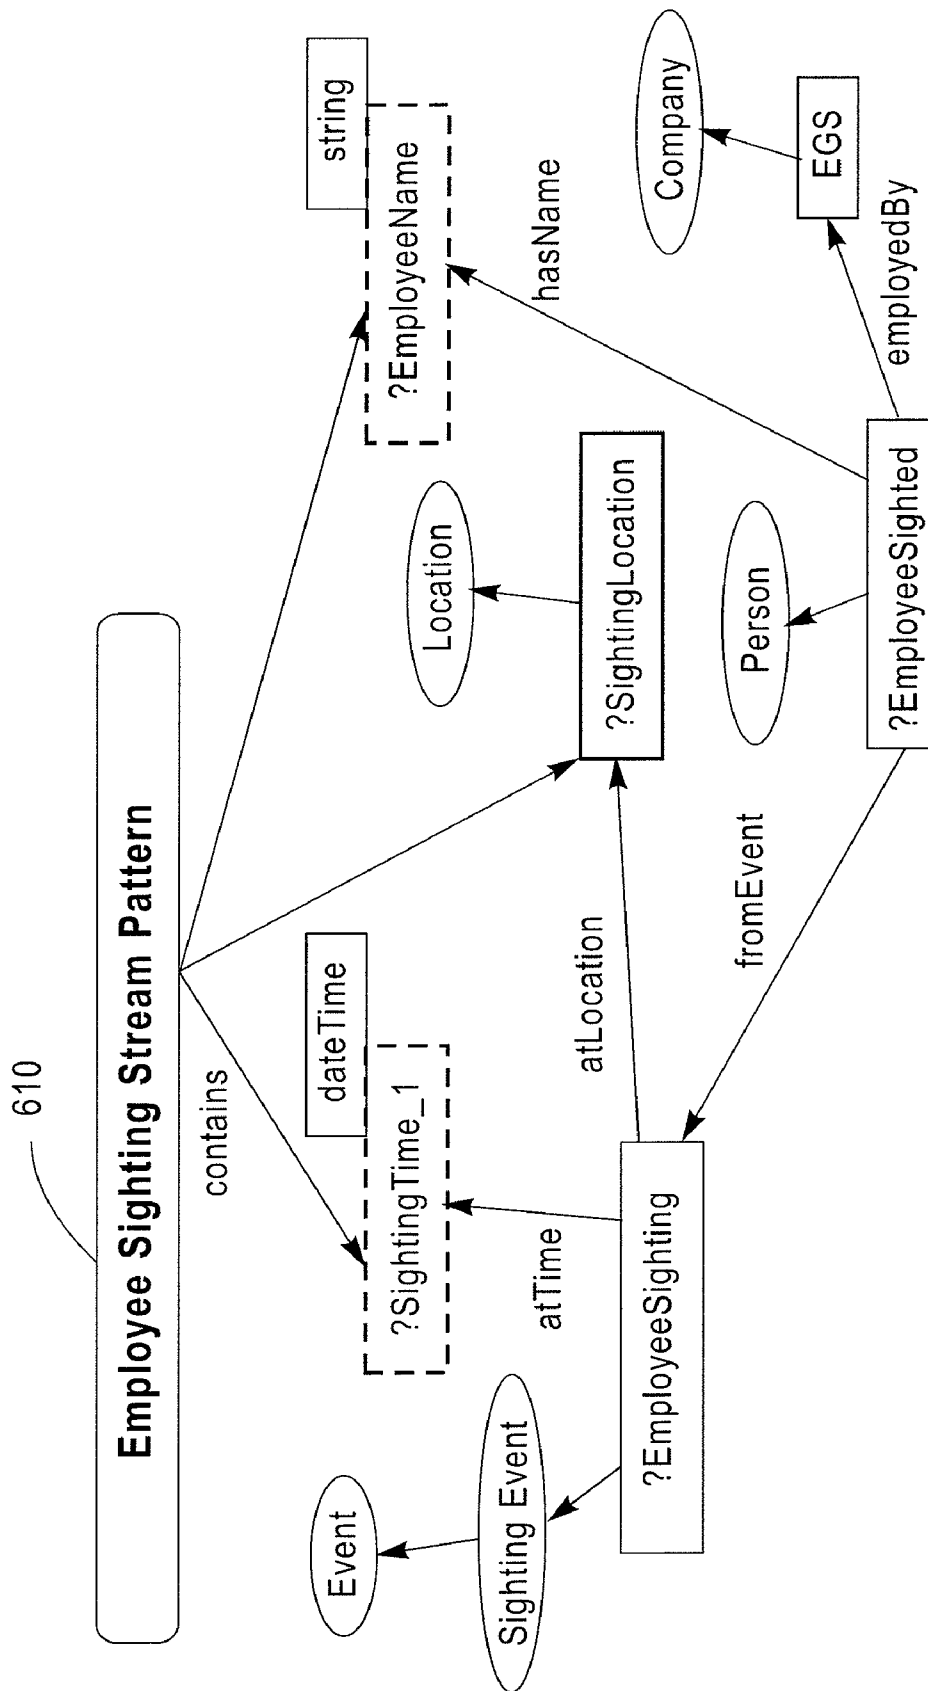 610
Employee Sighting Stream Pattern
contains
string
dateTime
?EmployeeName
?SightingTime_1
Event
Location
hasName
Sighting Event
atTime
atLocation
?SightingLocation
Company
?EmployeeSighting
fromEvent
Person
EGS
employedBy
?EmployeeSighted